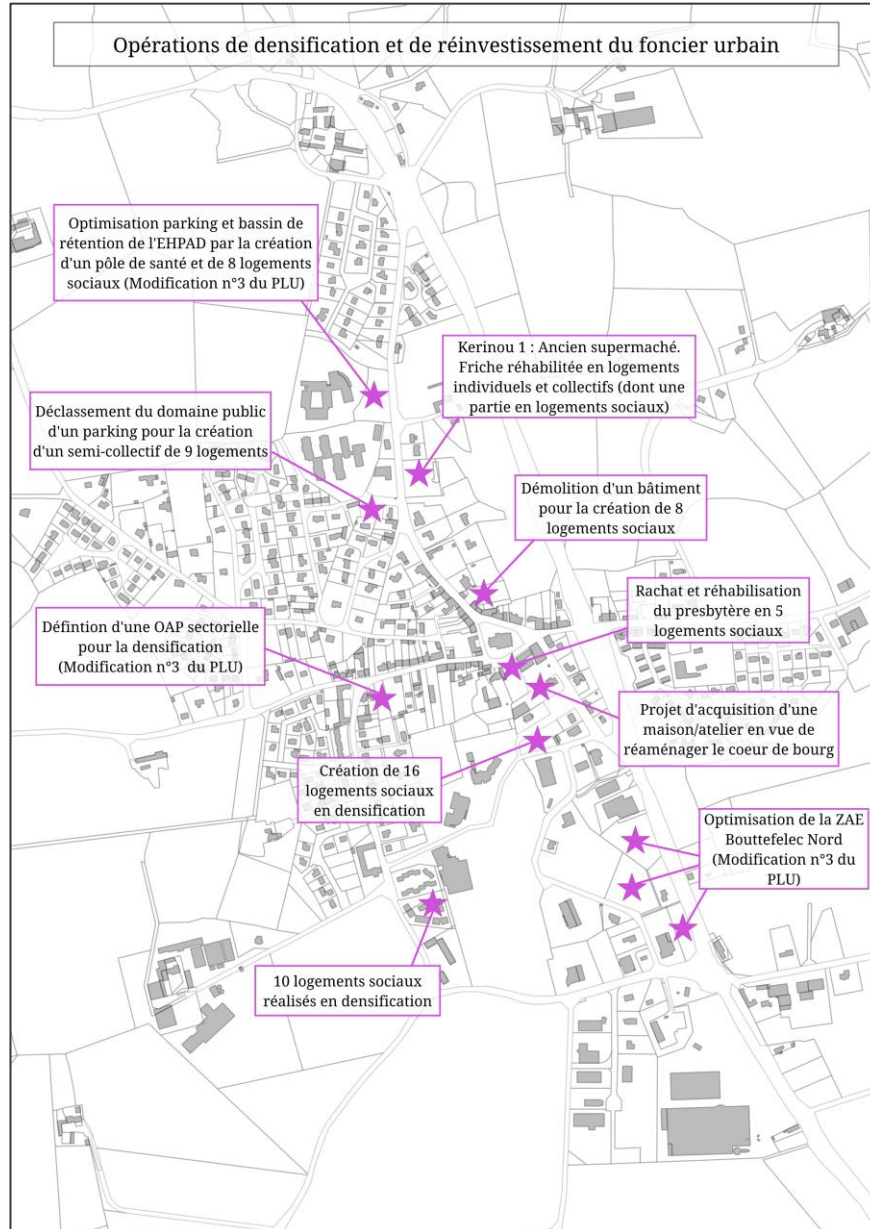 Opérations de densification et de réinvestissement du foncier urbain
Optimisation parking et bassin de
rétention de l'EHPAD par la création
d'un pôle de santé et de 8 logements
sociaux (Modification n°3 du PLU)
Kerinou 1 : Ancien supermaché.
Friche réhabilitée en logements
individuels et collectifs (dont une
partie en logements sociaux)
Déclassement du domaine public
d'un parking pour la création
d'un semi-collectif de 9 logements
Démolition d'un bâtiment
pour la création de 8
logements sociaux
Rachat et réhabilisation
du presbytère en 5
logements sociaux
Défintion d'une OAP sectorielle
pour la densification
(Modification n°3 du PLU)
Projet d'acquisition d'une
maison/atelier en vue de
réaménager le coeur de bourg
Création de 16
logements sociaux
en densification
Optimisation de la ZAE
Bouttefelec Nord
(Modification n°3 du
PLU)
10 logements sociaux
réalisés en densification